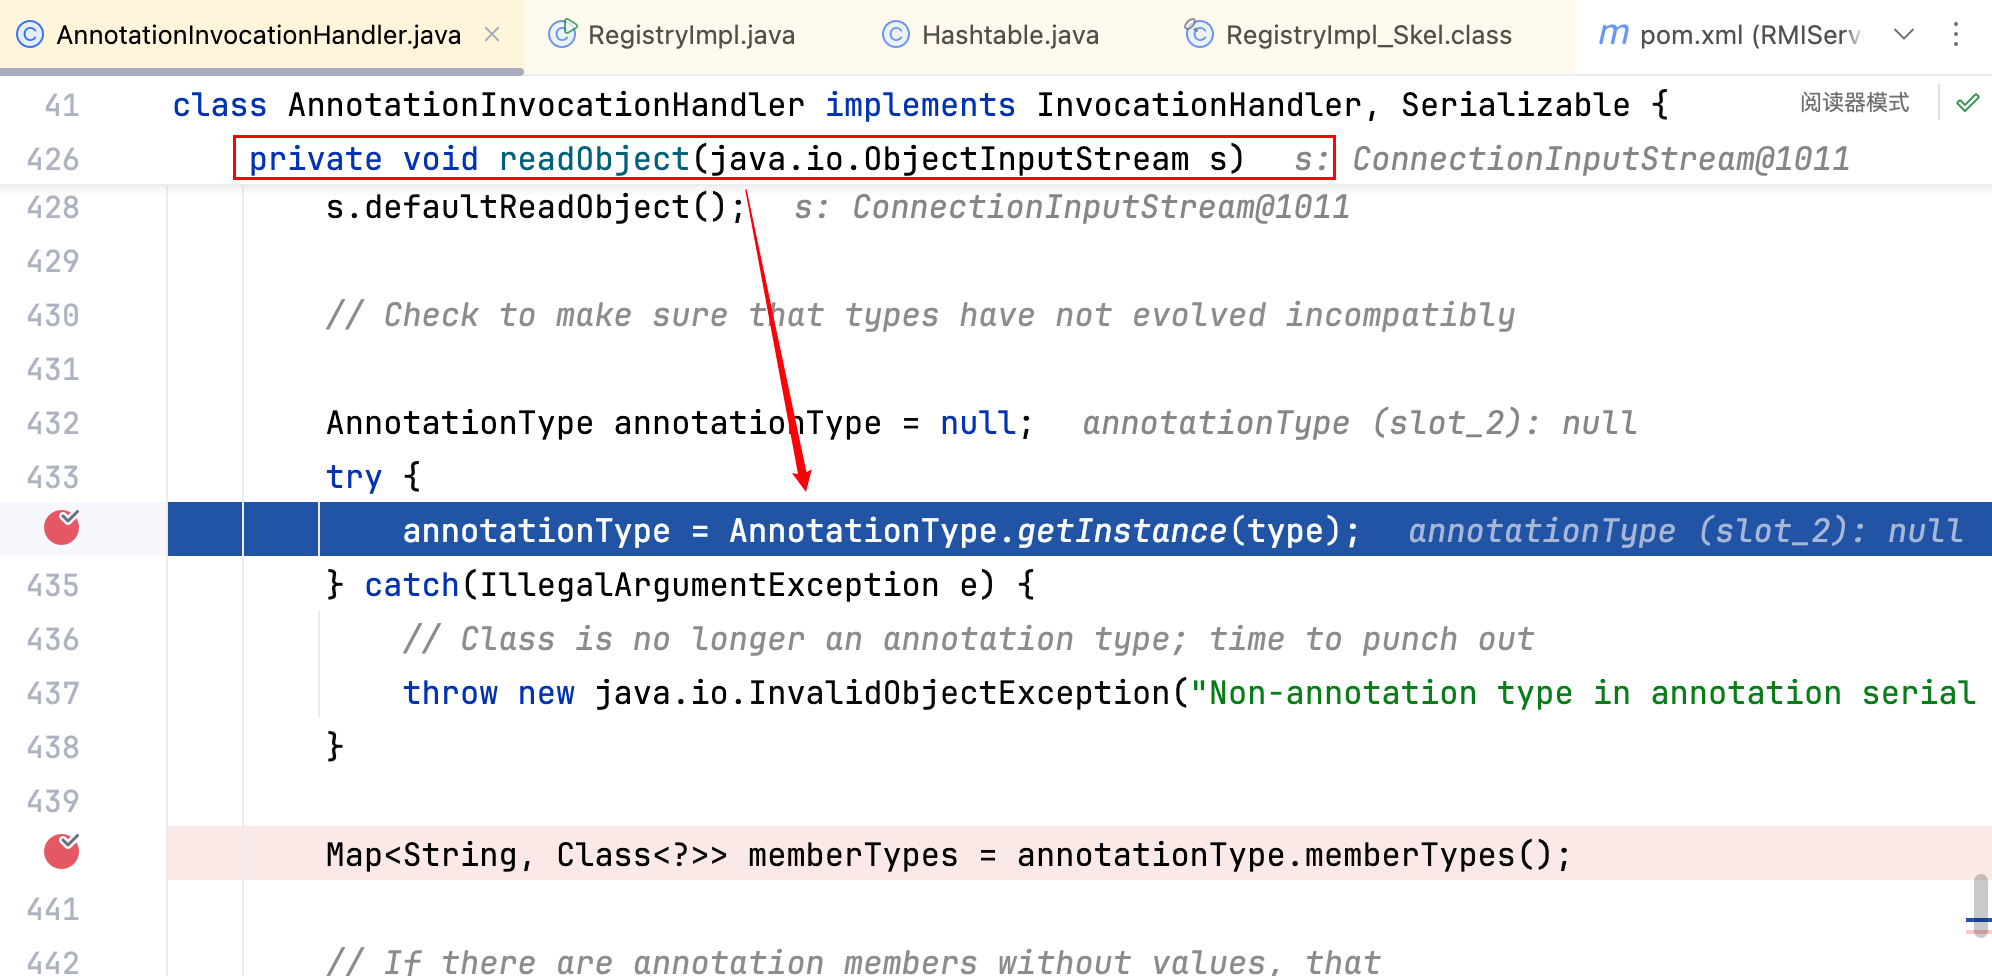 AnnotationInvocationHandler.java RegistryImpl.java Hashtable.java RegistryImpl_Skel.class pom.xml (RMIServ
41 class AnnotationInvocationHandler implements InvocationHandler, Serializable { 阅读器模式
426 private void readObject(java.io.ObjectInputStream s) s: ConnectionInputStream@1011
428 s.defaultReadObject(); s: ConnectionInputStream@1011
429
430 // Check to make sure that types have not evolved incompatibly
431
432 AnnotationType annotationType = null; annotationType (slot_2): null
433 try {
annotationType = AnnotationType.getInstance(type); annotationType (slot_2): null
435 } catch(IllegalArgumentException e) {
436 // Class is no longer an annotation type; time to punch out
437 throw new java.io.InvalidObjectException("Non-annotation type in annotation serial
438 }
439
Map<String, Class<?>> memberTypes = annotationType.memberTypes();
441
442 // If there are annotation members without values, that